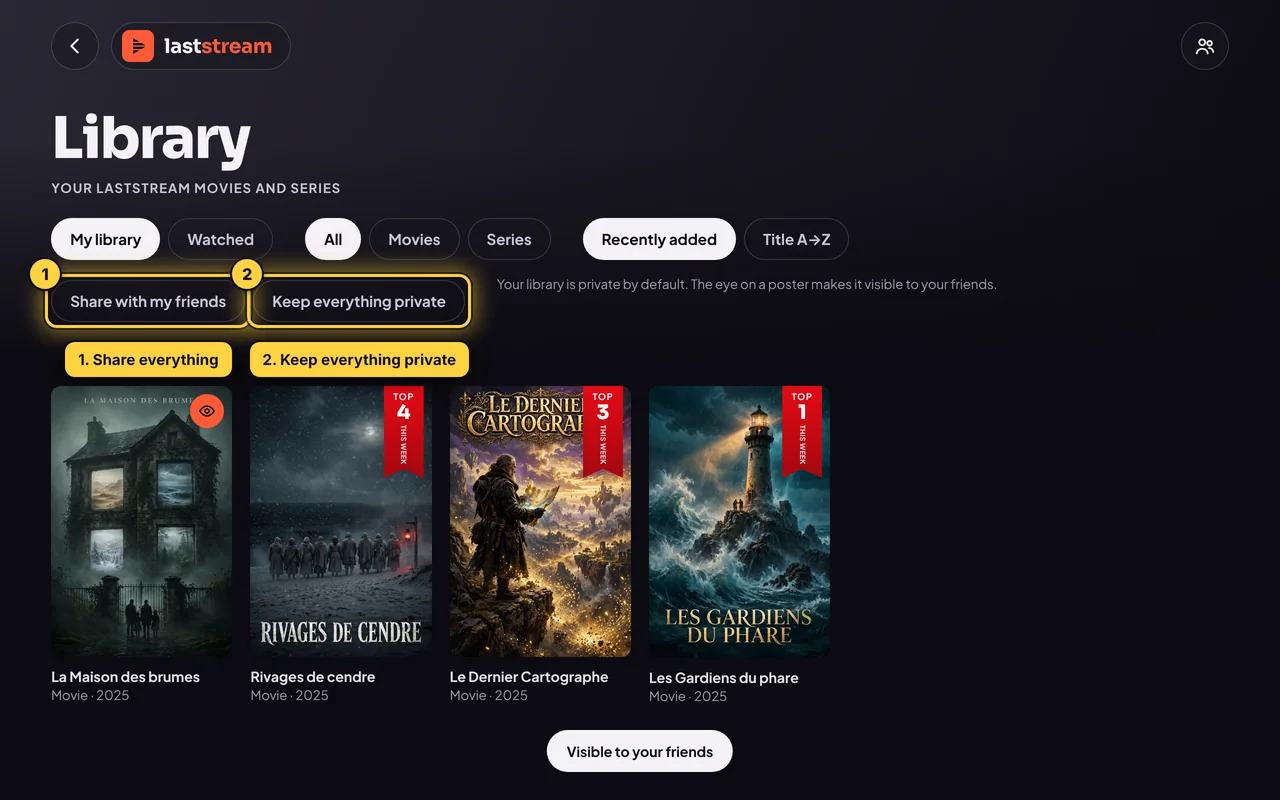 laststream
Library
YOUR LASTSTREAM MOVIES AND SERIES
My library
Watched
All
Movies
Series
Recently added
Title A→Z
1
2
Share with my friends
Keep everything private
Your library is private by default. The eye on a poster makes it visible to your friends.
1. Share everything
2. Keep everything private
LA MAISON DES BRUME
TOP
4
THIS WEEK
RIVAGES DE CENDRE
LE DERNIE
CARTOGRA
TOP
3
THIS WEEK
TOP
1
THIS WEEK
LES GARDIENS
DU PHARE
La Maison des brumes
Movie · 2025
Rivages de cendre
Movie · 2025
Le Dernier Cartographe
Movie · 2025
Les Gardiens du phare
Movie · 2025
Visible to your friends